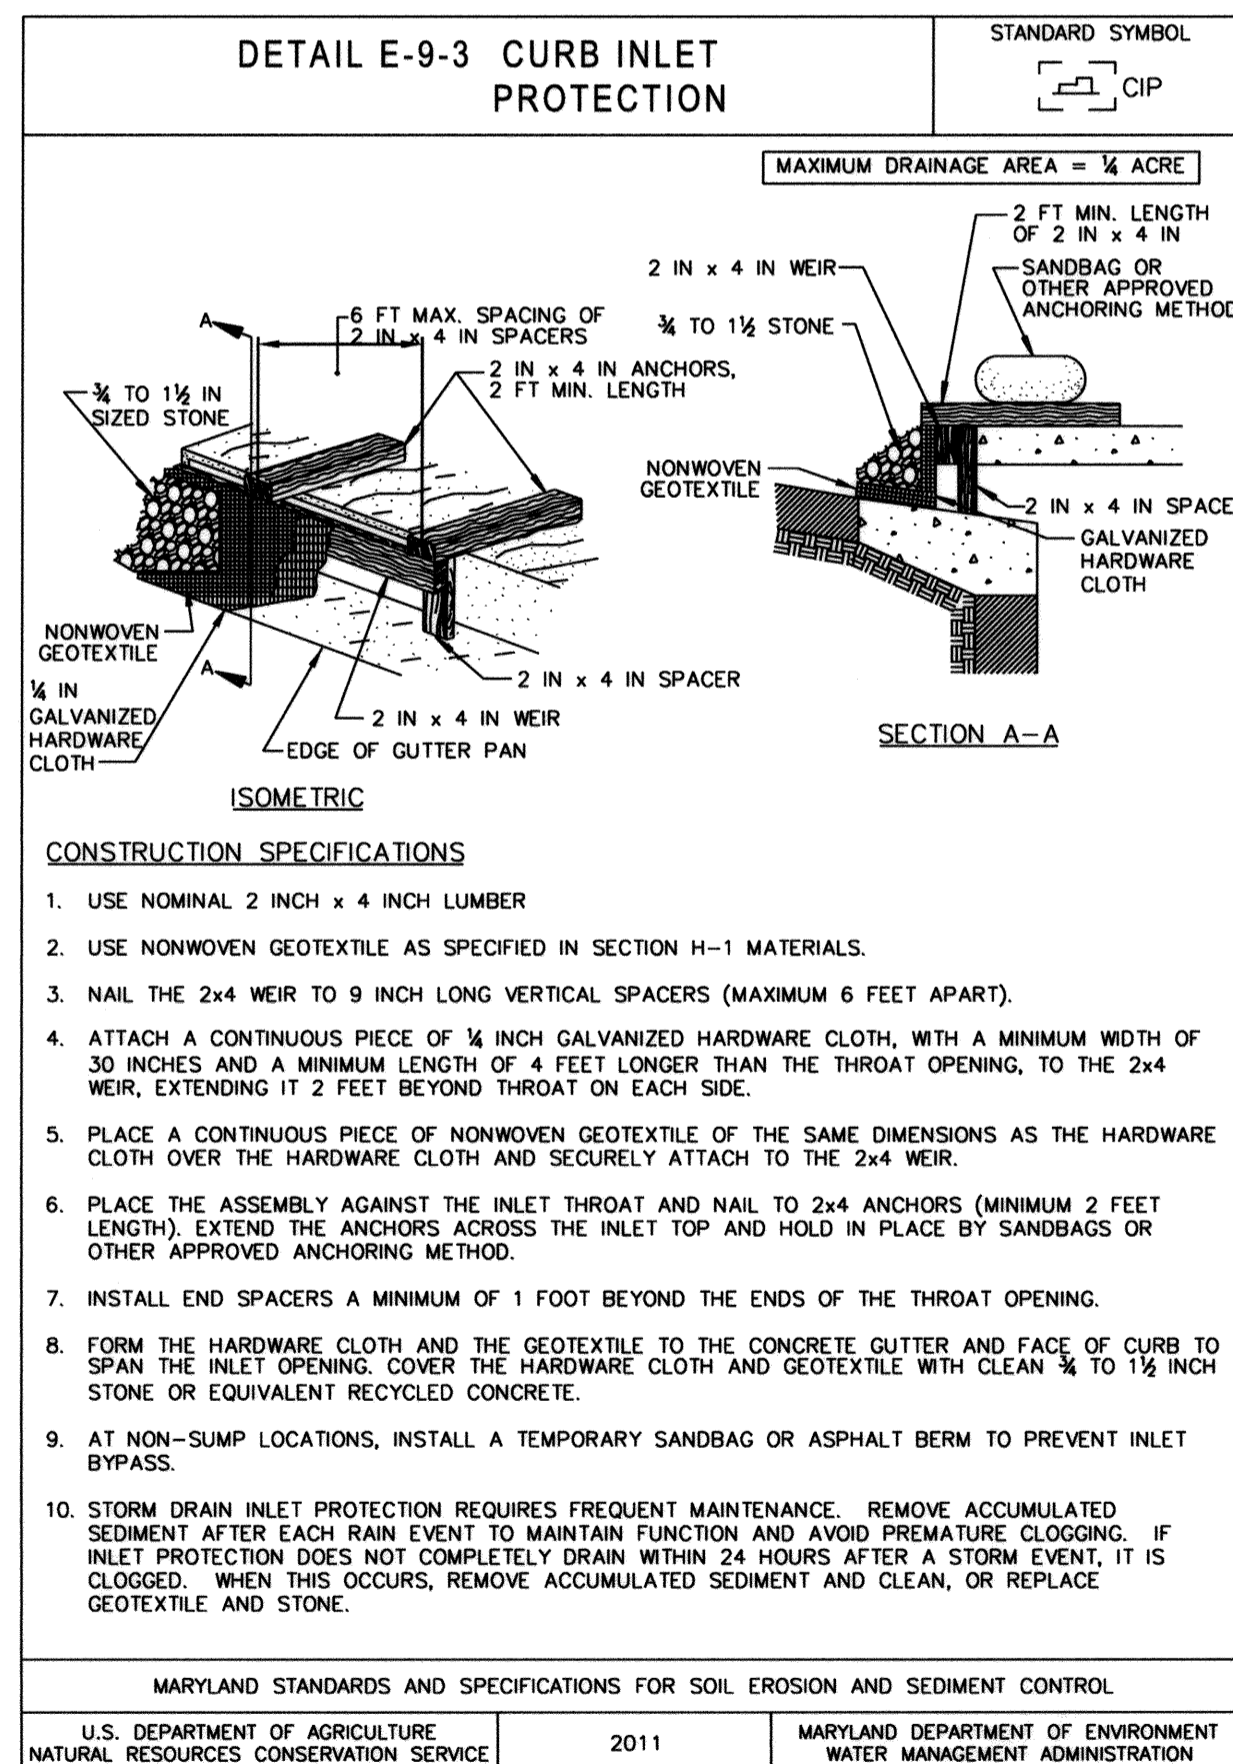 DETAIL E-9-3 CURB INLET
PROTECTION
STANDARD SYMBOL
CIP
MAXIMUM DRAINAGE AREA = ¼ ACRE
2 FT MIN. LENGTH
OF 2 IN x 4 IN
2 IN x 4 IN WEIR
SANDBAG OR
OTHER APPROVED
ANCHORING METHOD
¾ TO 1½ STONE
NONWOVEN
GEOTEXTILE
2 IN x 4 IN SPACE
GALVANIZED
HARDWARE
CLOTH
SECTION A-A
A
6 FT MAX. SPACING OF
2 IN x 4 IN SPACERS
2 IN x 4 IN ANCHORS,
2 FT MIN. LENGTH
¾ TO 1½ IN
SIZED STONE
NONWOVEN
GEOTEXTILE
A
¼ IN
GALVANIZED
HARDWARE
CLOTH
2 IN x 4 IN SPACER
2 IN x 4 IN WEIR
EDGE OF GUTTER PAN
ISOMETRIC
CONSTRUCTION SPECIFICATIONS
1. USE NOMINAL 2 INCH x 4 INCH LUMBER
2. USE NONWOVEN GEOTEXTILE AS SPECIFIED IN SECTION H-1 MATERIALS.
3. NAIL THE 2x4 WEIR TO 9 INCH LONG VERTICAL SPACERS (MAXIMUM 6 FEET APART).
4. ATTACH A CONTINUOUS PIECE OF ¼ INCH GALVANIZED HARDWARE CLOTH, WITH A MINIMUM WIDTH OF
30 INCHES AND A MINIMUM LENGTH OF 4 FEET LONGER THAN THE THROAT OPENING, TO THE 2x4
WEIR, EXTENDING IT 2 FEET BEYOND THROAT ON EACH SIDE.
5. PLACE A CONTINUOUS PIECE OF NONWOVEN GEOTEXTILE OF THE SAME DIMENSIONS AS THE HARDWARE
CLOTH OVER THE HARDWARE CLOTH AND SECURELY ATTACH TO THE 2x4 WEIR.
6. PLACE THE ASSEMBLY AGAINST THE INLET THROAT AND NAIL TO 2x4 ANCHORS (MINIMUM 2 FEET
LENGTH). EXTEND THE ANCHORS ACROSS THE INLET TOP AND HOLD IN PLACE BY SANDBAGS OR
OTHER APPROVED ANCHORING METHOD.
7. INSTALL END SPACERS A MINIMUM OF 1 FOOT BEYOND THE ENDS OF THE THROAT OPENING.
8. FORM THE HARDWARE CLOTH AND THE GEOTEXTILE TO THE CONCRETE GUTTER AND FACE OF CURB TO
SPAN THE INLET OPENING. COVER THE HARDWARE CLOTH AND GEOTEXTILE WITH CLEAN ¾ TO 1½ INCH
STONE OR EQUIVALENT RECYCLED CONCRETE.
9. AT NON-SUMP LOCATIONS, INSTALL A TEMPORARY SANDBAG OR ASPHALT BERM TO PREVENT INLET
BYPASS.
10. STORM DRAIN INLET PROTECTION REQUIRES FREQUENT MAINTENANCE. REMOVE ACCUMULATED
SEDIMENT AFTER EACH RAIN EVENT TO MAINTAIN FUNCTION AND AVOID PREMATURE CLOGGING. IF
INLET PROTECTION DOES NOT COMPLETELY DRAIN WITHIN 24 HOURS AFTER A STORM EVENT, IT IS
CLOGGED. WHEN THIS OCCURS, REMOVE ACCUMULATED SEDIMENT AND CLEAN, OR REPLACE
GEOTEXTILE AND STONE.
MARYLAND STANDARDS AND SPECIFICATIONS FOR SOIL EROSION AND SEDIMENT CONTROL
U.S. DEPARTMENT OF AGRICULTURE
NATURAL RESOURCES CONSERVATION SERVICE
2011
MARYLAND DEPARTMENT OF ENVIRONMENT
WATER MANAGEMENT ADMINISTRATION